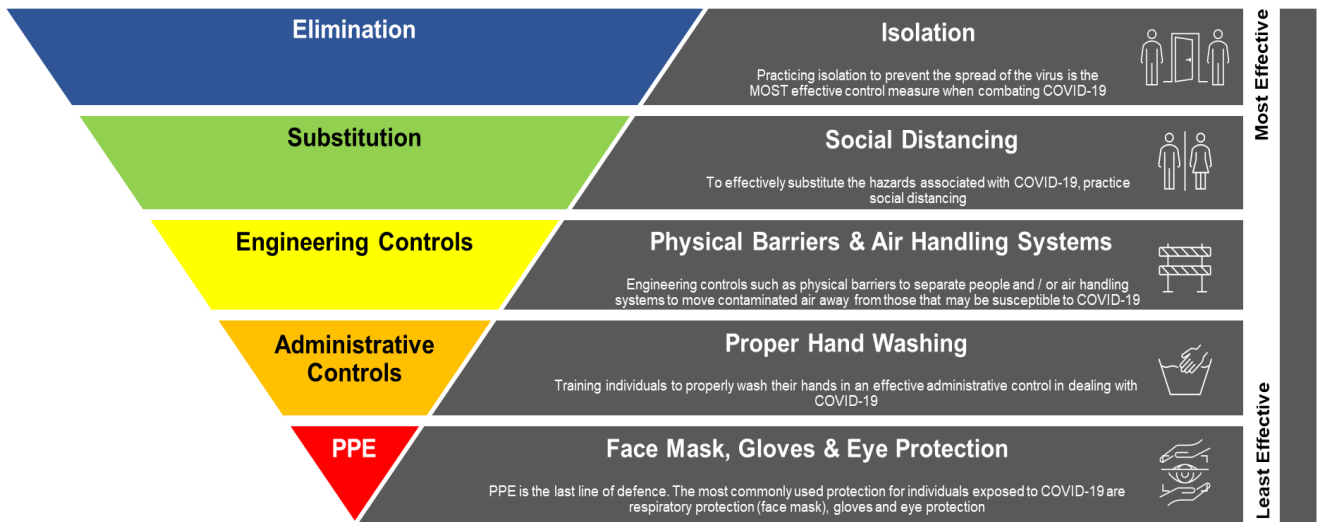 Elimination
Isolation
Practicing isolation to prevent the spread of the virus is the
MOST effective control measure when combating COVID-19
Most Effective
Substitution
Social Distancing
To effectively substitute the hazards associated with COVID-19, practice
social distancing
Engineering Controls
Physical Barriers & Air Handling Systems
Engineering controls such as physical barriers to separate people and / or air handling
systems to move contaminated air away from those that may be susceptible to COVID-19
Administrative
Controls
Proper Hand Washing
Training individuals to properly wash their hands in an effective administrative control in dealing with
COVID-19
PPE
Face Mask, Gloves & Eye Protection
PPE is the last line of defence. The most commonly used protection for individuals exposed to COVID-19 are
respiratory protection (face mask), gloves and eye protection
Least Effective